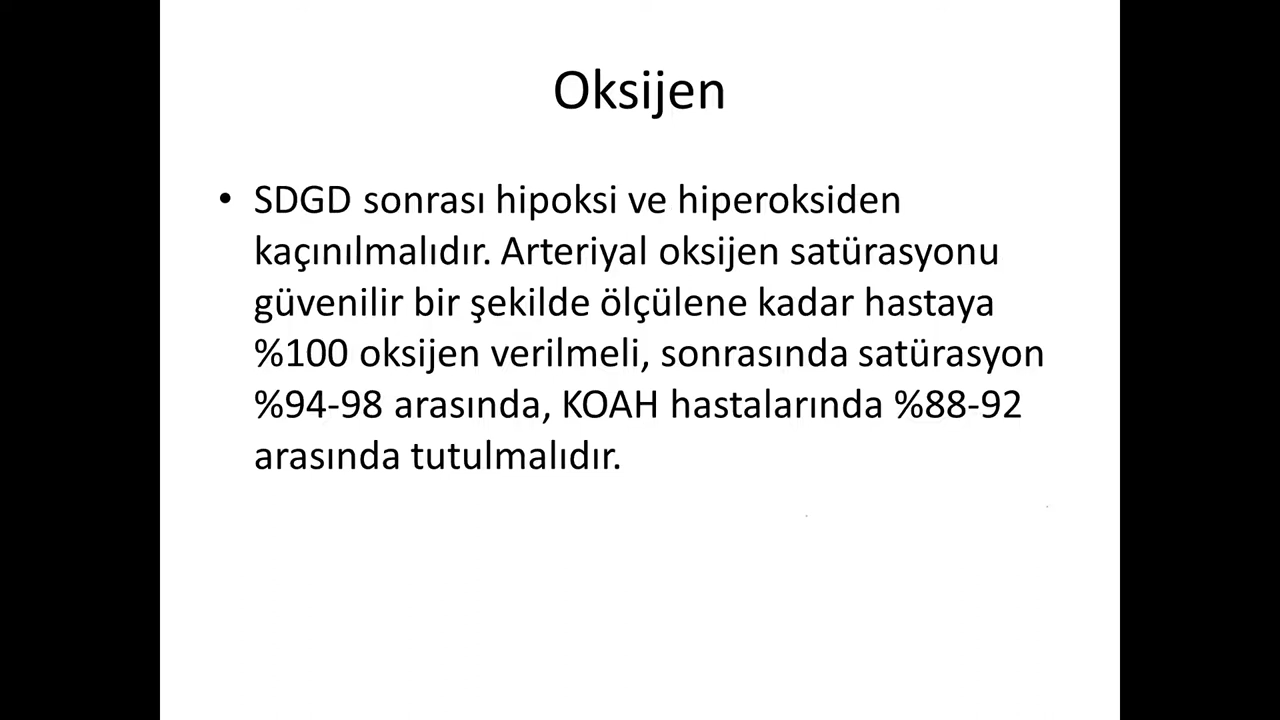 Oksijen
• SDGD sonrası hipoksi ve hiperoksiden
kaçınılmalıdır. Arteriyal oksijen satürasyonu
güvenilir bir şekilde ölçülene kadar hastaya
%100 oksijen verilmeli, sonrasında satürasyon
%94-98 arasında, KOAH hastalarında %88-92
arasında tutulmalıdır.